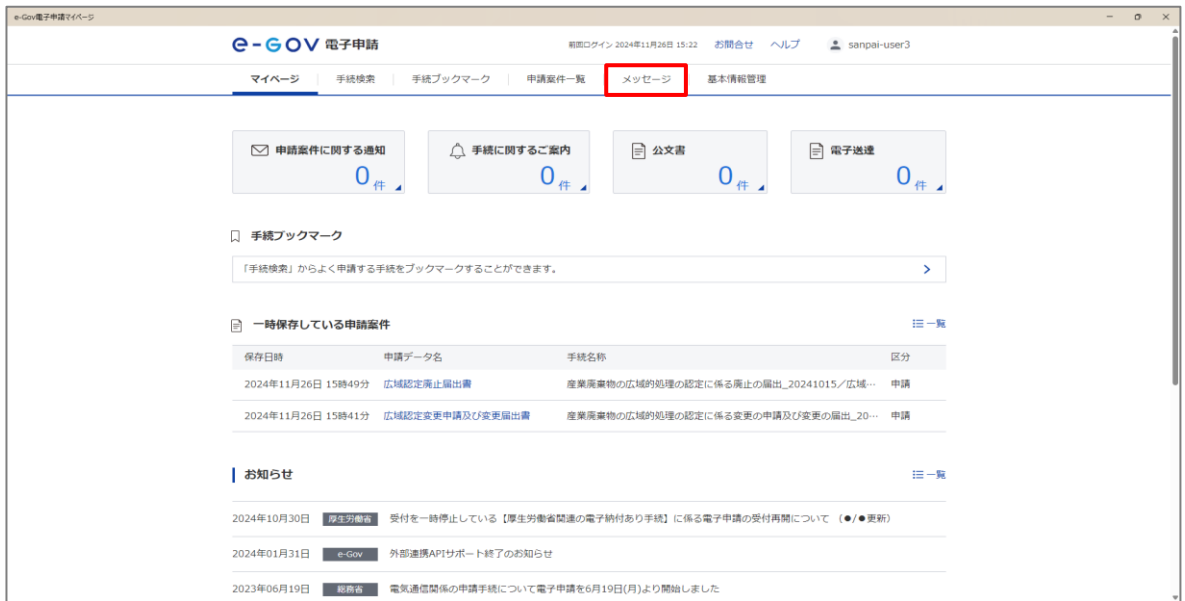 e-Gov電子申請マイページ
e-GOV 電子申請 前回ログイン 2024年11月26日 15:22 お問合せ ヘルプ sanpai-user3
マイページ 手続検索 手続ブックマーク 申請案件一覧 メッセージ 基本情報管理
申請案件に関する通知 手続に関するご案内 公文書 電子送達
0件 0件 0件 0件
手続ブックマーク
「手続検索」からよく申請する手続をブックマークすることができます。
一時保存している申請案件 一覧
保存日時 申請データ名 手続名称 区分
2024年11月26日 15時49分 広域認定廃止届出書 産業廃棄物の広域的処理の認定に係る廃止の届出_20241015／広域… 申請
2024年11月26日 15時41分 広域認定変更申請及び変更届出書 産業廃棄物の広域的処理の認定に係る変更の申請及び変更の届出_20… 申請
お知らせ 一覧
2024年10月30日 厚生労働省 受付を一時停止している【厚生労働省関連の電子納付あり手続】に係る電子申請の受付再開について （●/●更新）
2024年01月31日 e-Gov 外部連携APIサポート終了のお知らせ
2023年06月19日 総務省 電気通信関係の申請手続について電子申請を6月19日(月)より開始しました